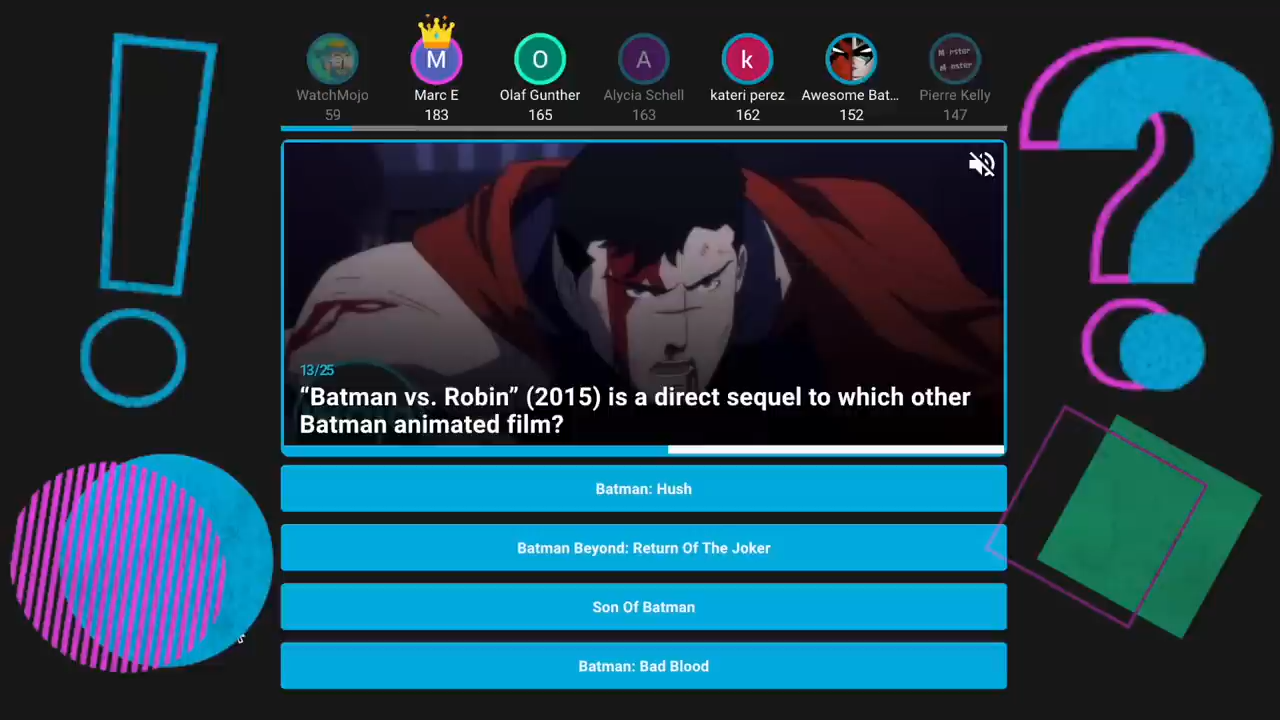 M
O
A
k
WatchMojo
Marc E
Olaf Gunther
Alycia Schell
kateri perez
Awesome Bat...
Pierre Kelly
59
183
165
163
162
152
147
13/25
“Batman vs. Robin” (2015) is a direct sequel to which other
Batman animated film?
Batman: Hush
Batman Beyond: Return Of The Joker
Son Of Batman
Batman: Bad Blood